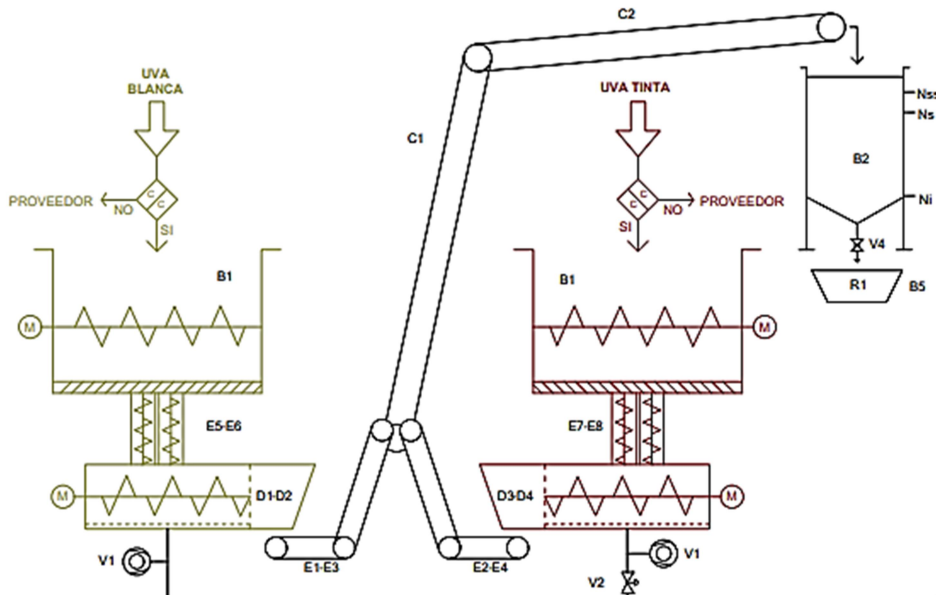 C2
UVA
BLANCA
UVA TINTA
Nss
Ns
C1
B2
C
C
C
C
PROVEEDOR
NO
SI
NO
PROVEEDOR
SI
Ni
V4
B1
B1
R1
B5
M
M
E5-E6
E7-E8
M
D1-D2
D3-D4
M
V1
E1-E3
E2-E4
V1
V2